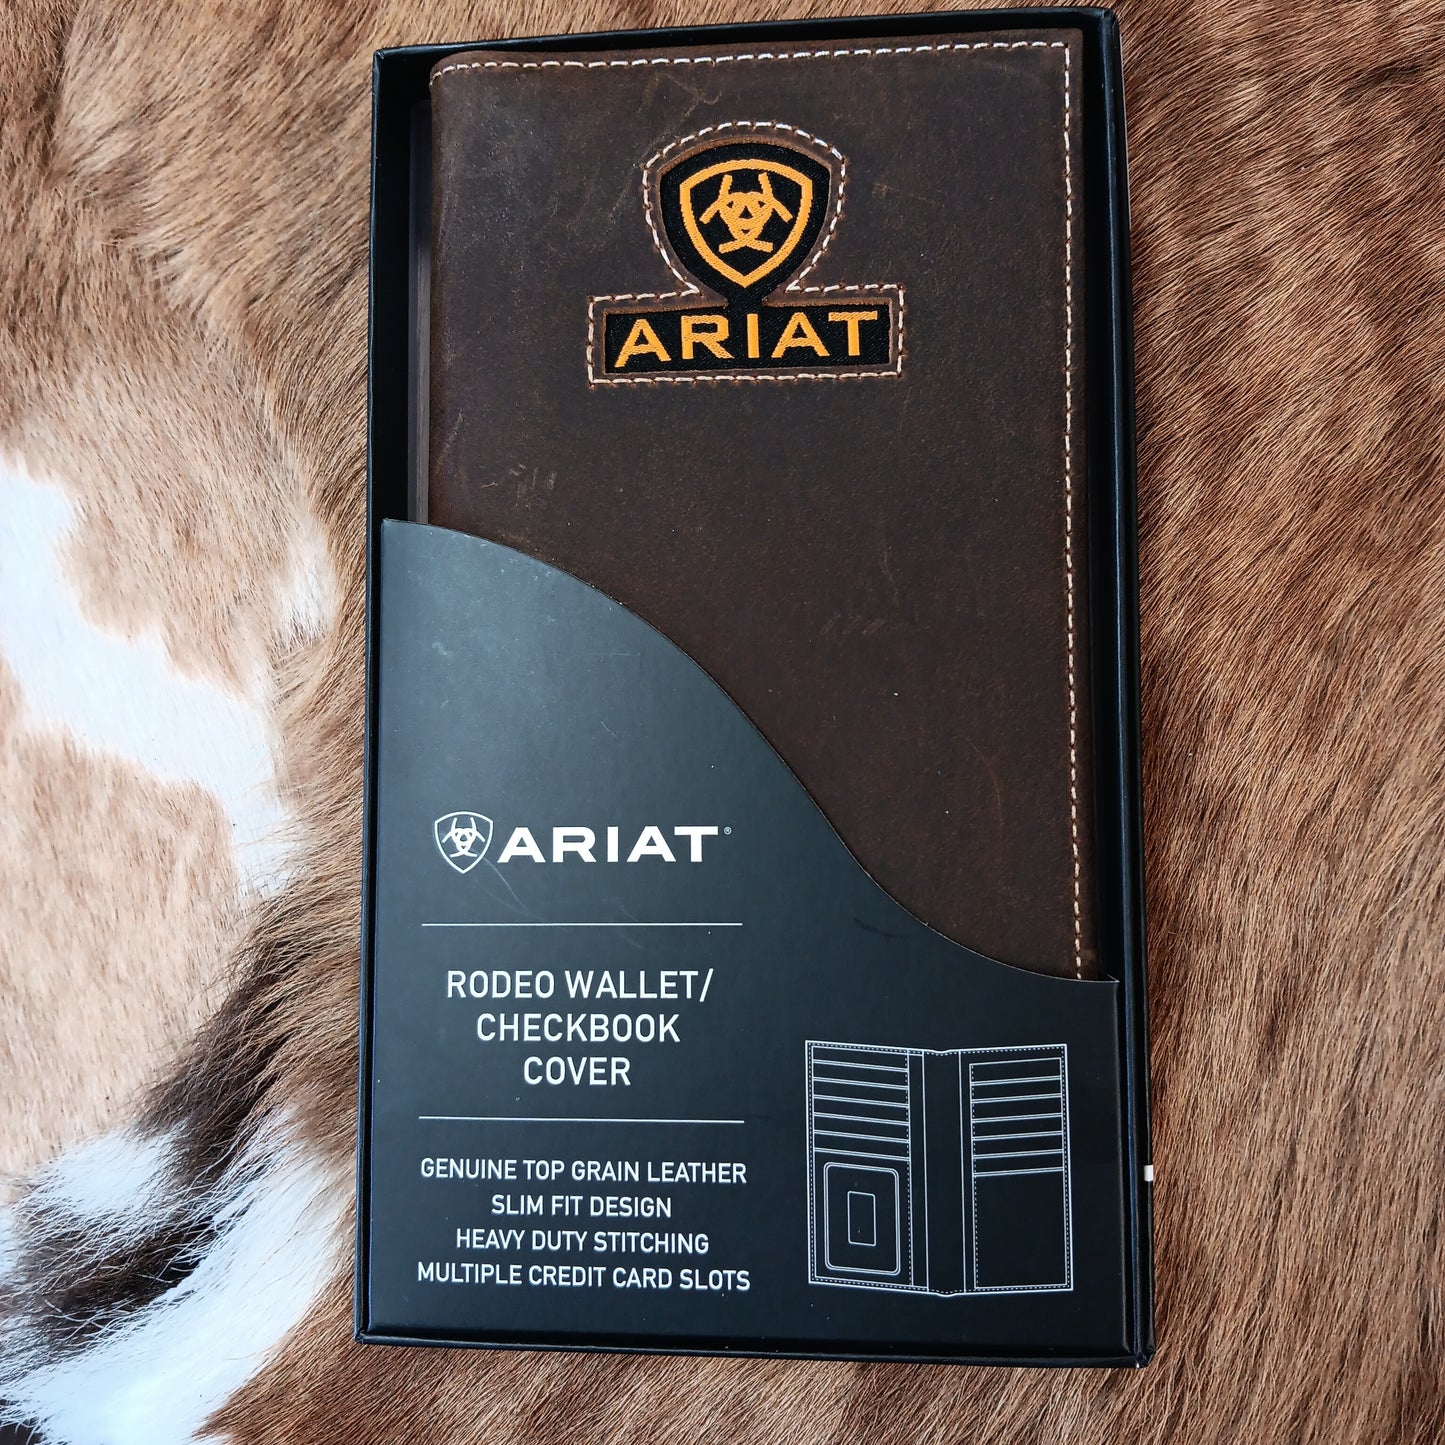 ARIAT
ARIAT®
RODEO WALLET/
CHECKBOOK
COVER
GENUINE TOP GRAIN LEATHER
SLIM FIT DESIGN
HEAVY DUTY STITCHING
MULTIPLE CREDIT CARD SLOTS